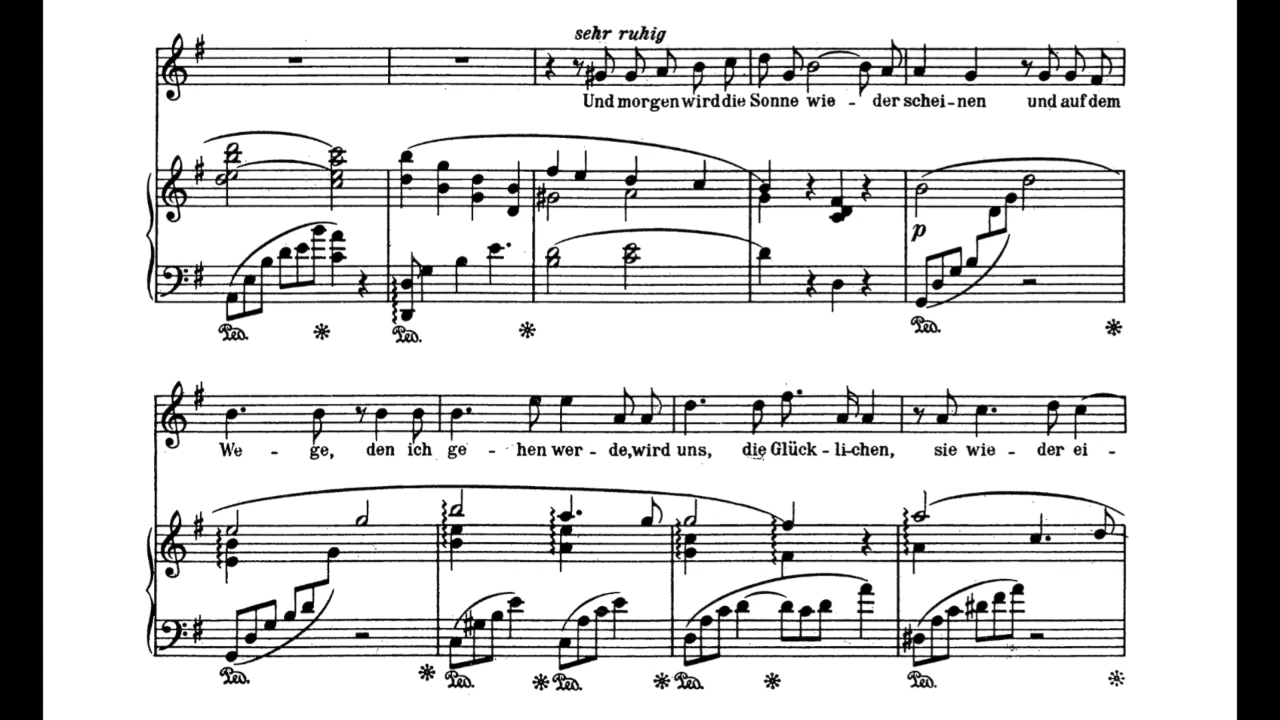 sehr ruhig
Und morgen wird die Sonne wie - der schei - nen und auf dem
p
Ped. * Ped. * Ped. *
We - ge, den ich ge - hen wer - de, wird uns, die Glück - li - chen, sie wie - der ei -
Ped. * Ped. * Ped. * Ped. * Ped. *